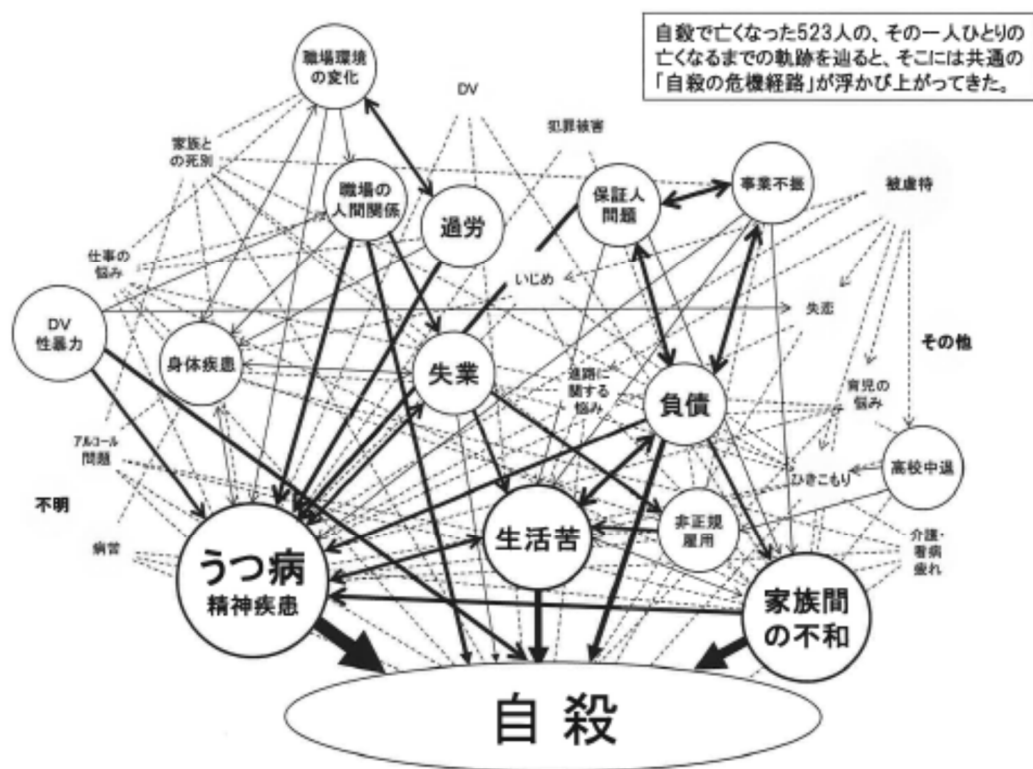 自殺で亡くなった523人の、その一人ひとりの
亡くなるまでの軌跡を辿ると、そこには共通の
「自殺の危機経路」が浮かび上がってきた。
職場環境
の変化
DV
犯罪被害
家族と
の死別
職場の
人間関係
過労
保証人
問題
事業不振
被虐待
仕事の
悩み
いじめ
DV
性暴力
失恋
身体疾患
失業
進路に
関する
悩み
負債
その他
育児の
悩み
アルコール
問題
高校中退
ひきこもり
不明
病苦
うつ病
精神疾患
生活苦
非正規
雇用
介護・
看病
疲れ
家族間
の不和
自殺